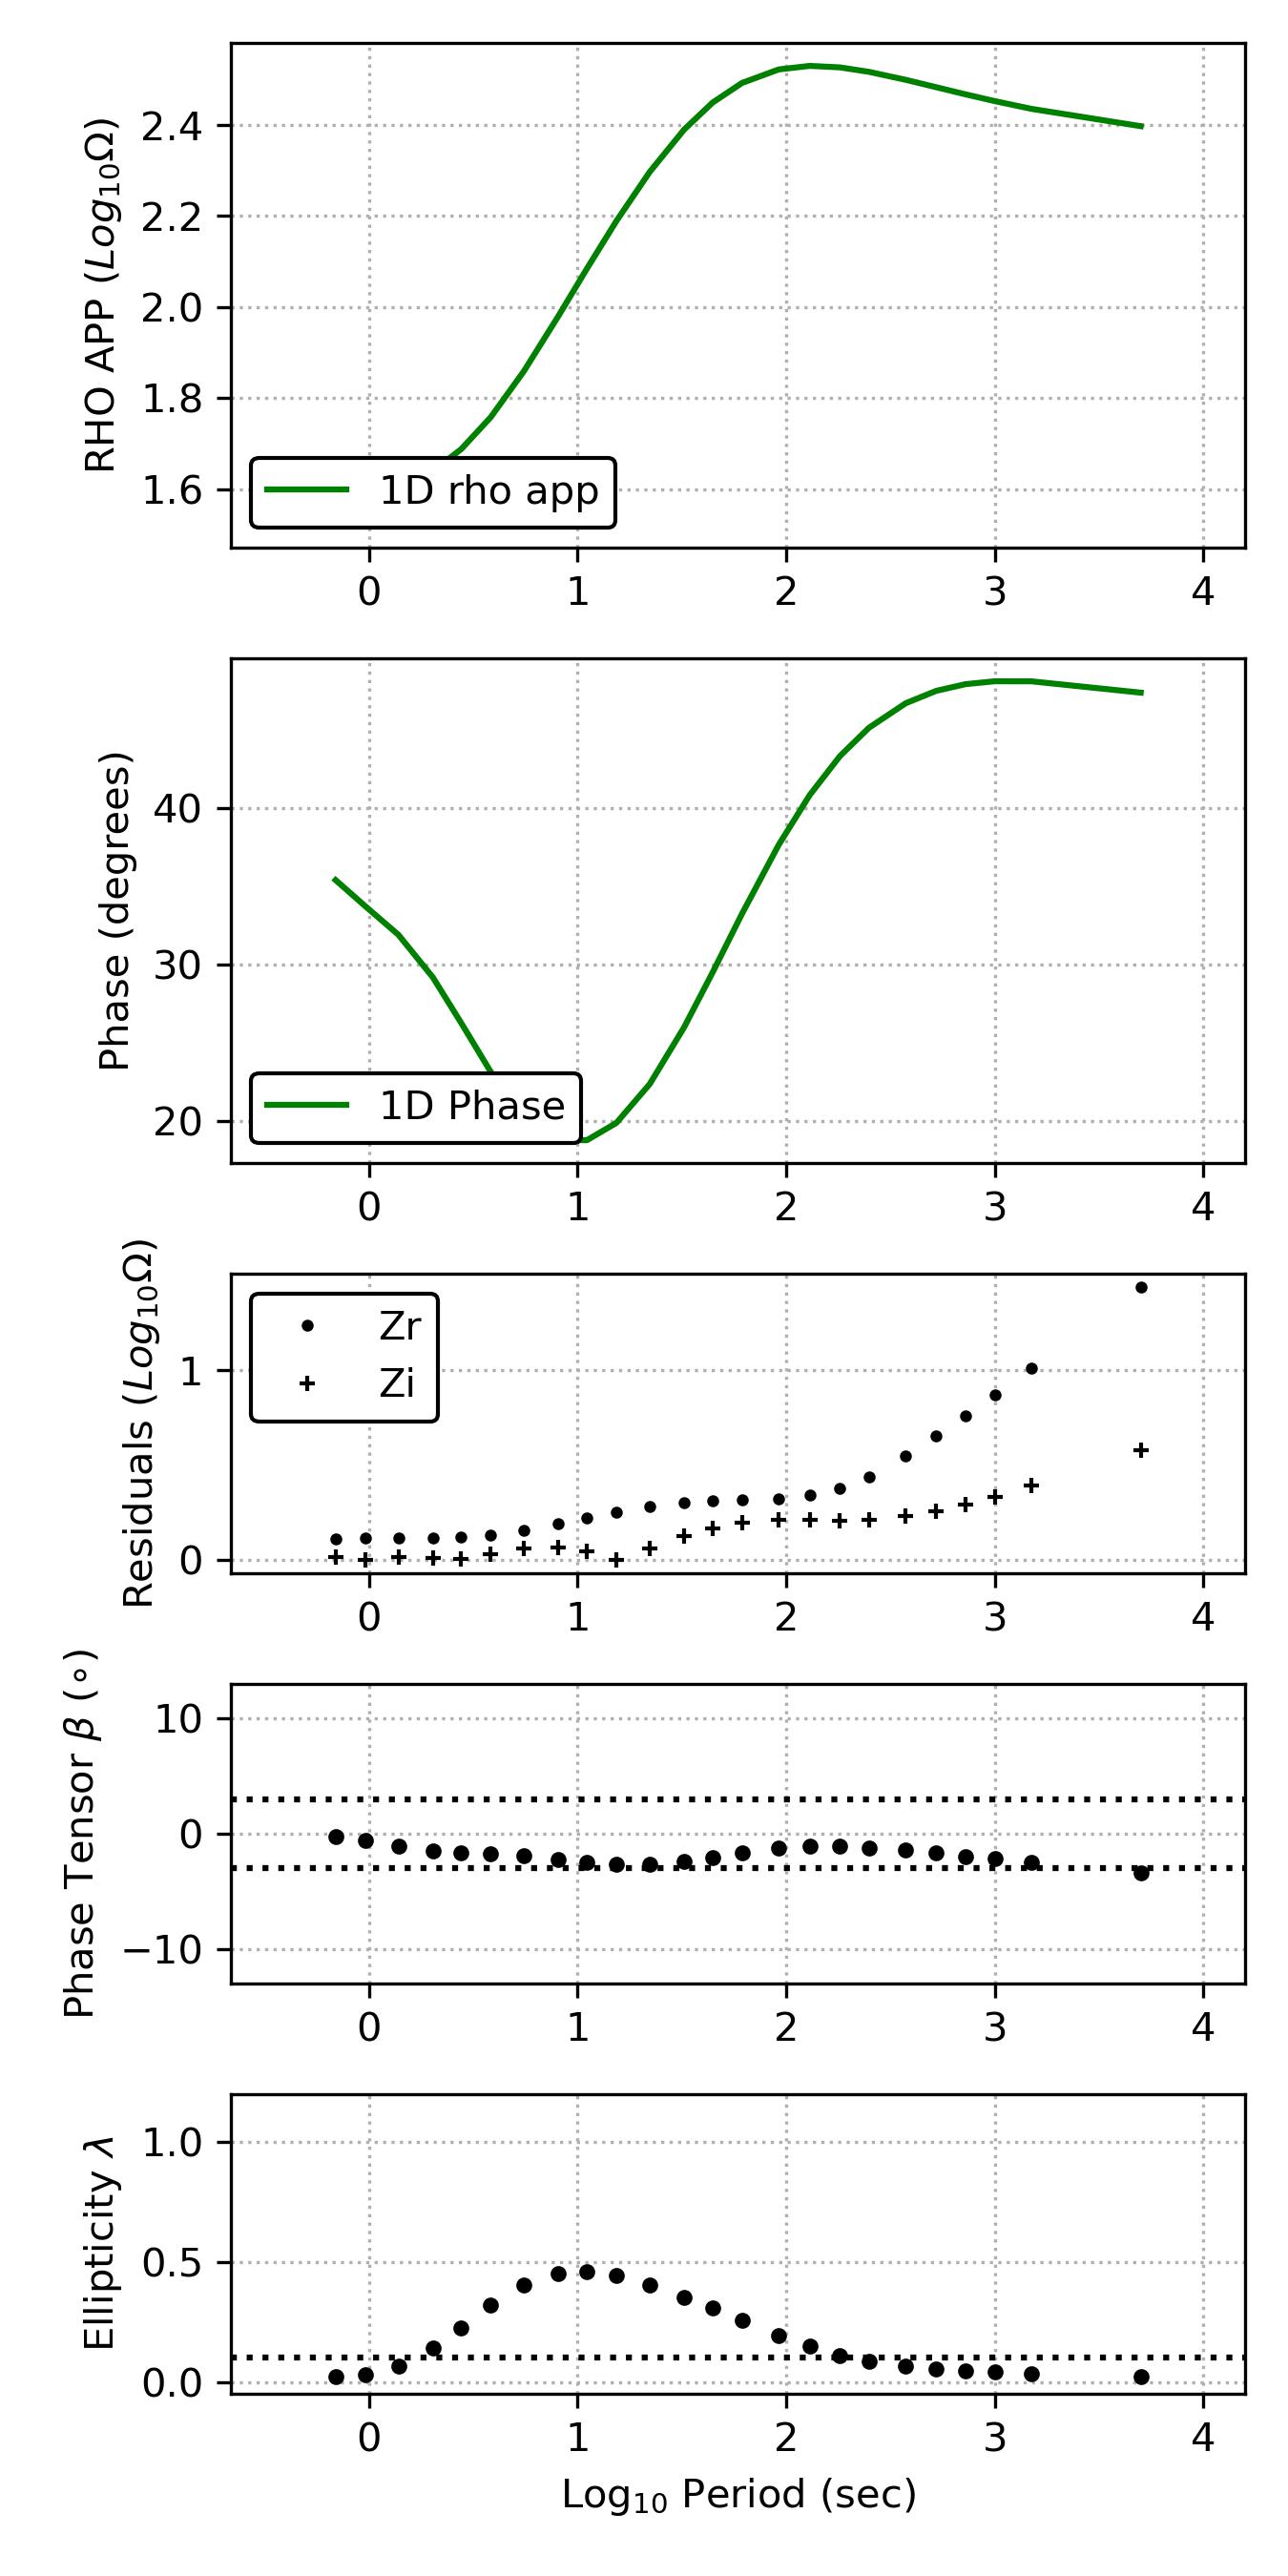 RHO APP (Log₁₀Ω)
2.4
2.2
2.0
1.8
1.6
1D rho app
0 1 2 3 4
Phase (degrees)
40
30
20
1D Phase
0 1 2 3 4
Residuals (Log₁₀Ω)
1
0
Zr
Zi
0 1 2 3 4
Phase Tensor β (∘)
10
0
−10
0 1 2 3 4
Ellipticity λ
1.0
0.5
0.0
0 1 2 3 4
Log₁₀ Period (sec)